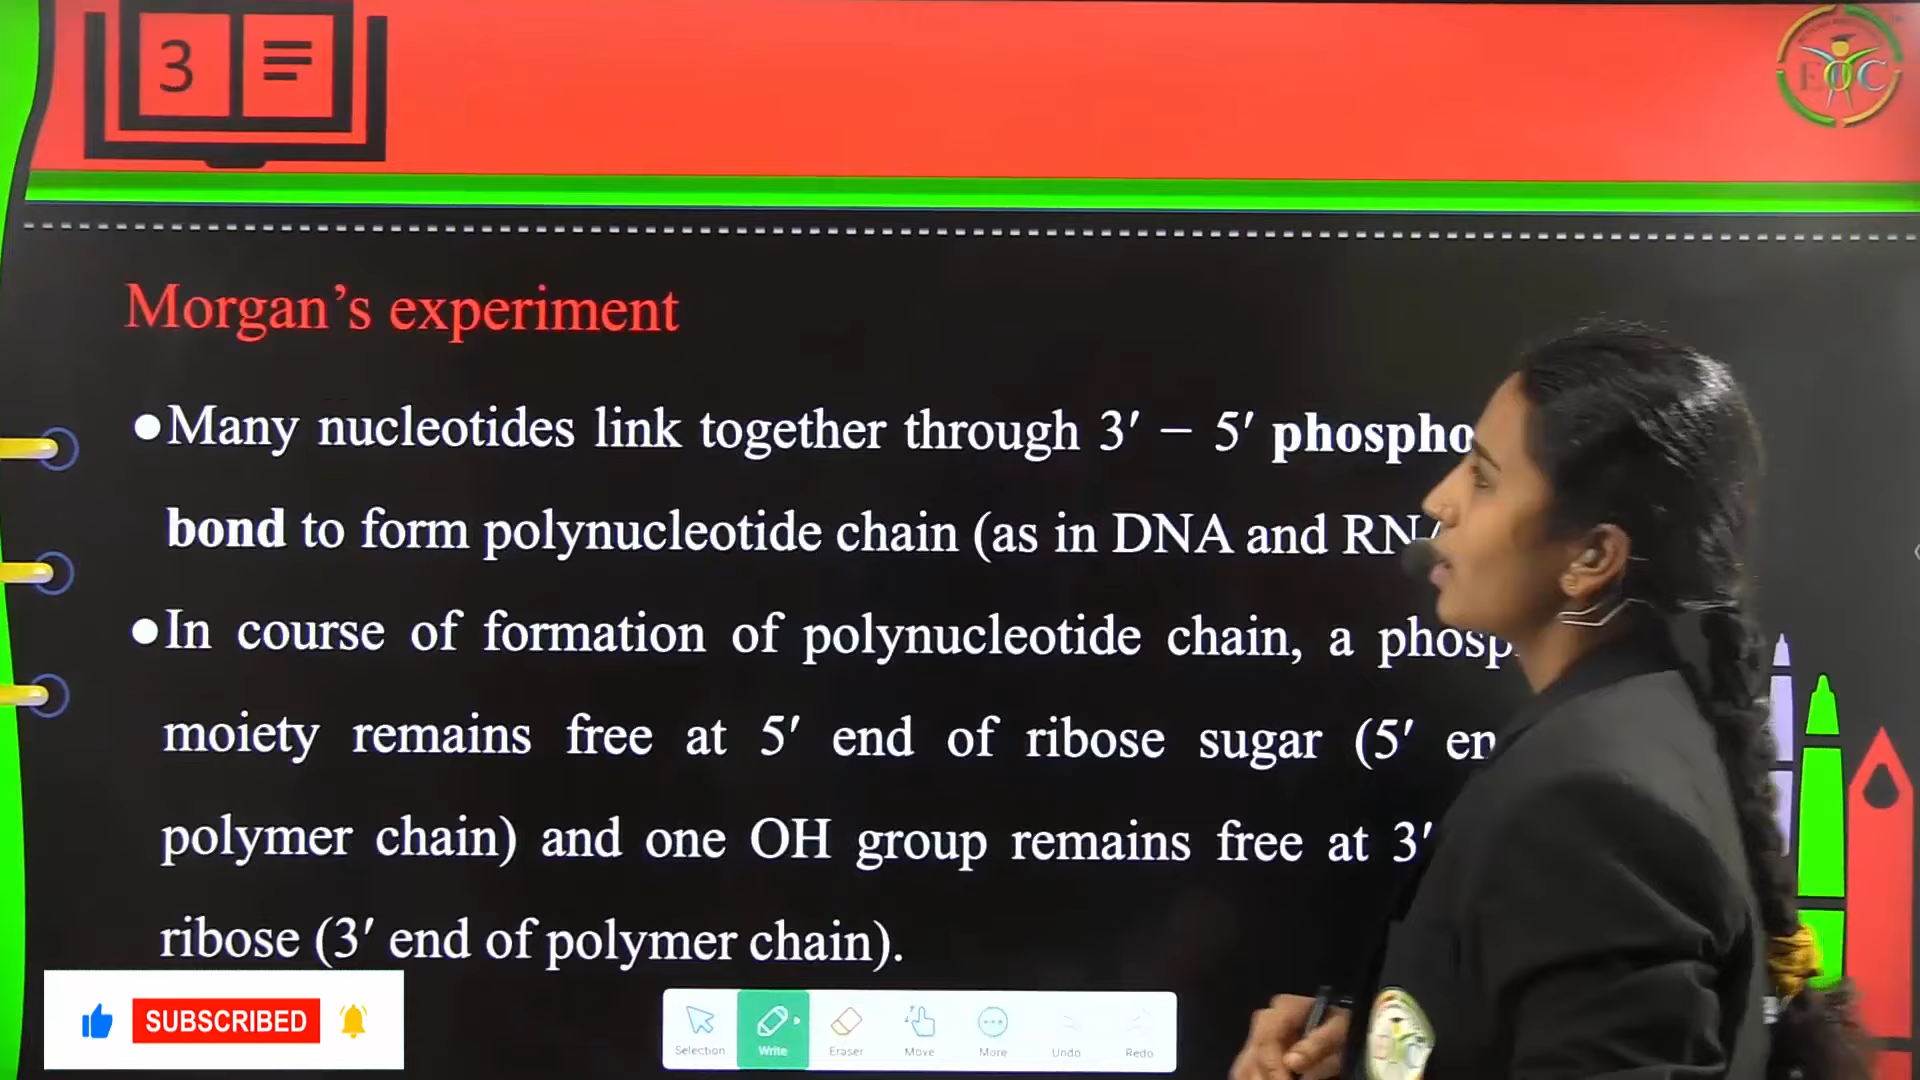 3
EOC
Morgan’s experiment
●Many nucleotides link together through 3′ − 5′ phospho
bond to form polynucleotide chain (as in DNA and RN
●In course of formation of polynucleotide chain, a phosp
moiety remains free at 5′ end of ribose sugar (5′ en
polymer chain) and one OH group remains free at 3′
ribose (3′ end of polymer chain).
SUBSCRIBED
Selection Write Eraser Move More Undo Redo